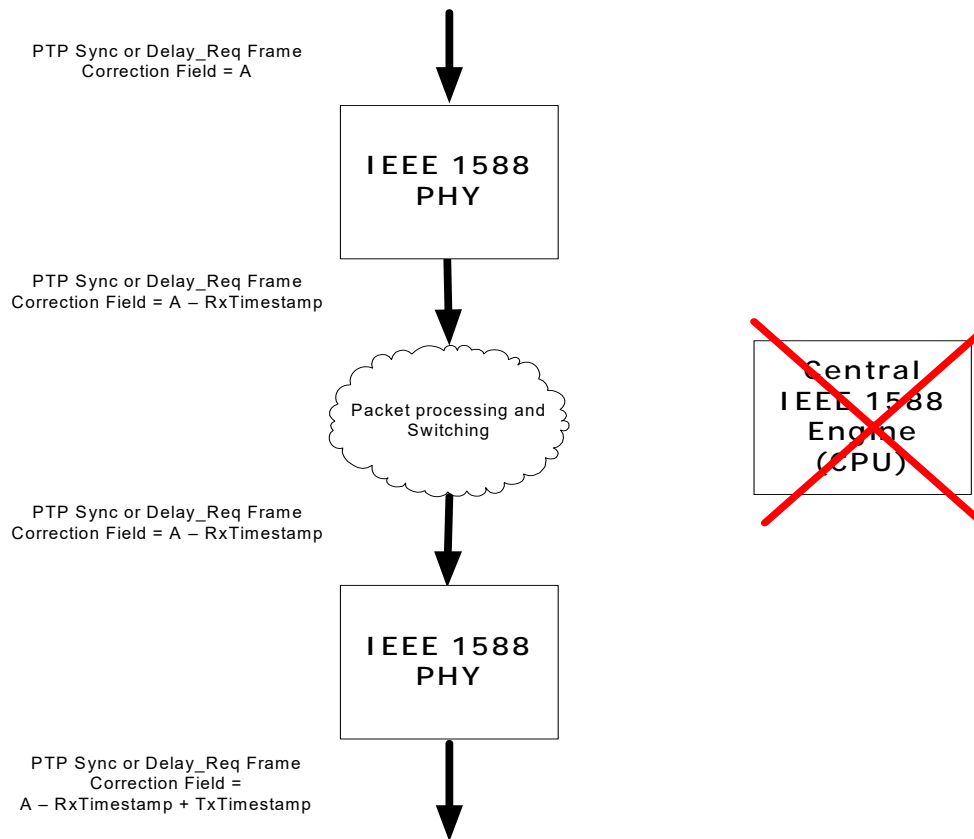 PTP Sync or Delay_Req Frame
Correction Field = A
IEEE 1588
PHY
PTP Sync or Delay_Req Frame
Correction Field = A – RxTimestamp
Packet processing and
Switching
Central
IEEE 1588
Engine
(CPU)
PTP Sync or Delay_Req Frame
Correction Field = A – RxTimestamp
IEEE 1588
PHY
PTP Sync or Delay_Req Frame
Correction Field =
A – RxTimestamp + TxTimestamp